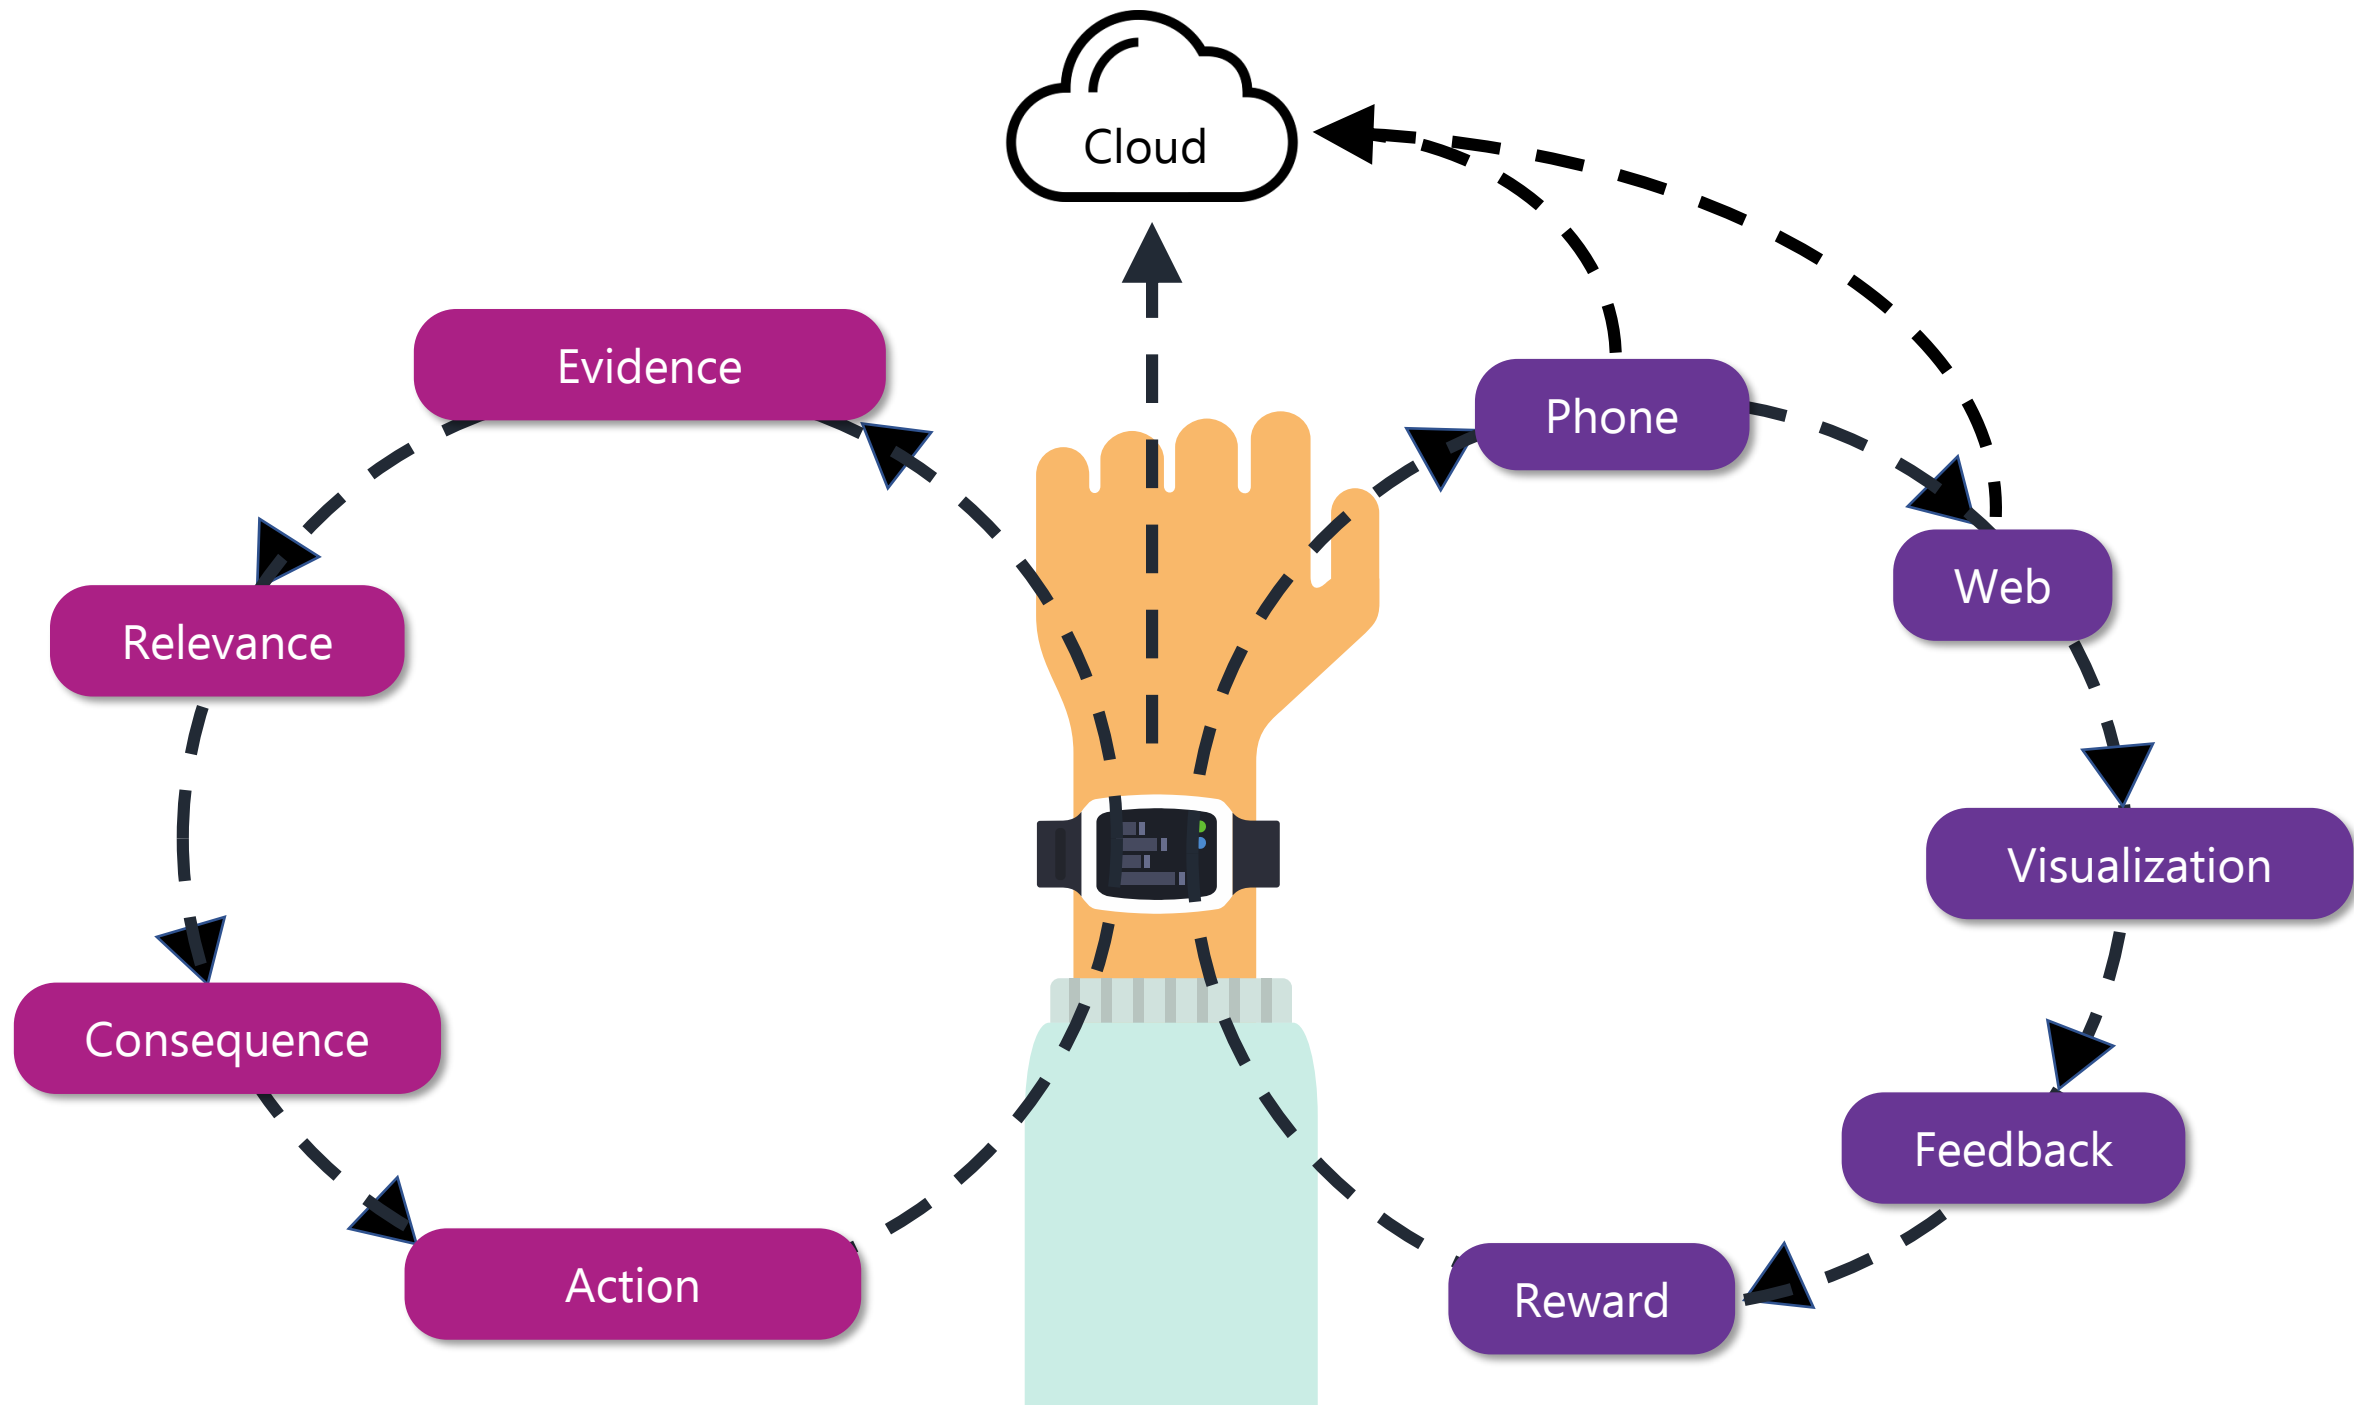 Cloud
Evidence
Phone
Web
Relevance
Visualization
Consequence
Feedback
Action
Reward